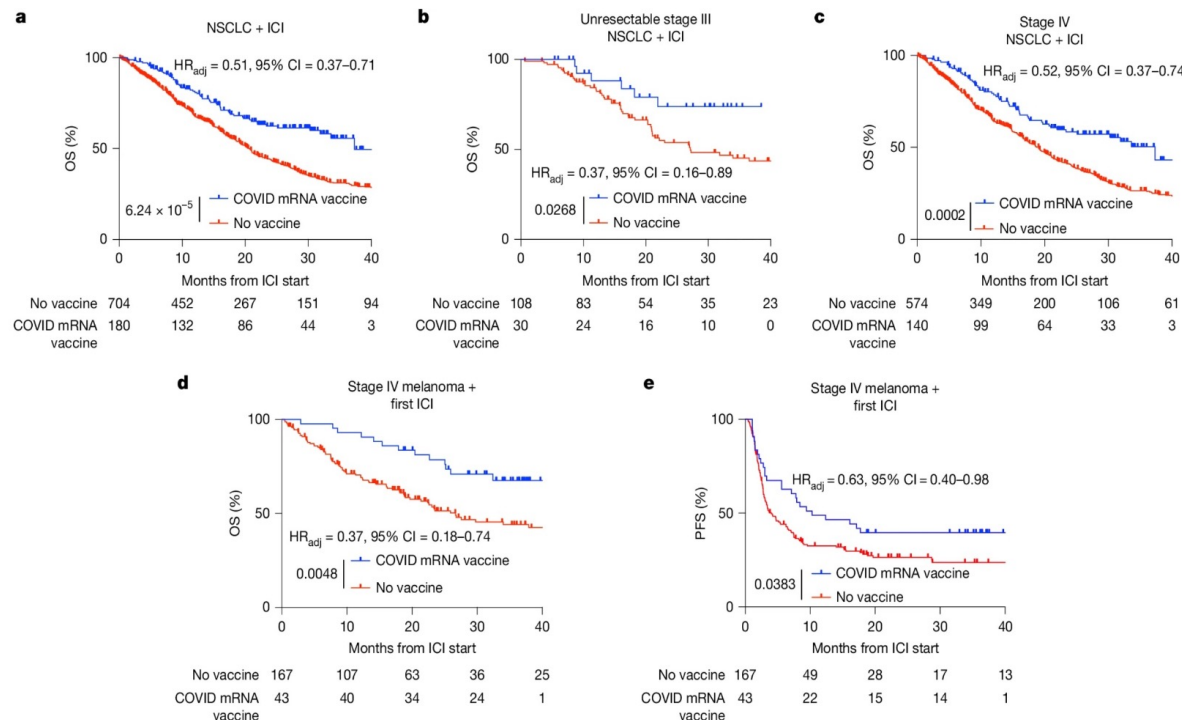 a
NSCLC + ICI
HRadj = 0.51, 95% CI = 0.37–0.71
100
50
0
OS (%)
6.24 × 10⁻⁵
COVID mRNA vaccine
No vaccine
0 10 20 30 40
Months from ICI start
No vaccine 704 452 267 151 94
COVID mRNA 180 132 86 44 3
vaccine
b
Unresectable stage III
NSCLC + ICI
100
50
0
OS (%)
HRadj = 0.37, 95% CI = 0.16–0.89
0.0268
COVID mRNA vaccine
No vaccine
0 10 20 30 40
Months from ICI start
No vaccine 108 83 54 35 23
COVID mRNA 30 24 16 10 0
vaccine
c
Stage IV
NSCLC + ICI
HRadj = 0.52, 95% CI = 0.37–0.74
100
50
0
OS (%)
0.0002
COVID mRNA vaccine
No vaccine
0 10 20 30 40
Months from ICI start
No vaccine 574 349 200 106 61
COVID mRNA 140 99 64 33 3
vaccine
d
Stage IV melanoma +
first ICI
100
50
0
OS (%)
HRadj = 0.37, 95% CI = 0.18–0.74
0.0048
COVID mRNA vaccine
No vaccine
0 10 20 30 40
Months from ICI start
No vaccine 167 107 63 36 25
COVID mRNA 43 40 34 24 1
vaccine
e
Stage IV melanoma +
first ICI
100
50
0
PFS (%)
HRadj = 0.63, 95% CI = 0.40–0.98
0.0383
COVID mRNA vaccine
No vaccine
0 10 20 30 40
Months from ICI start
No vaccine 167 49 28 17 13
COVID mRNA 43 22 15 14 1
vaccine